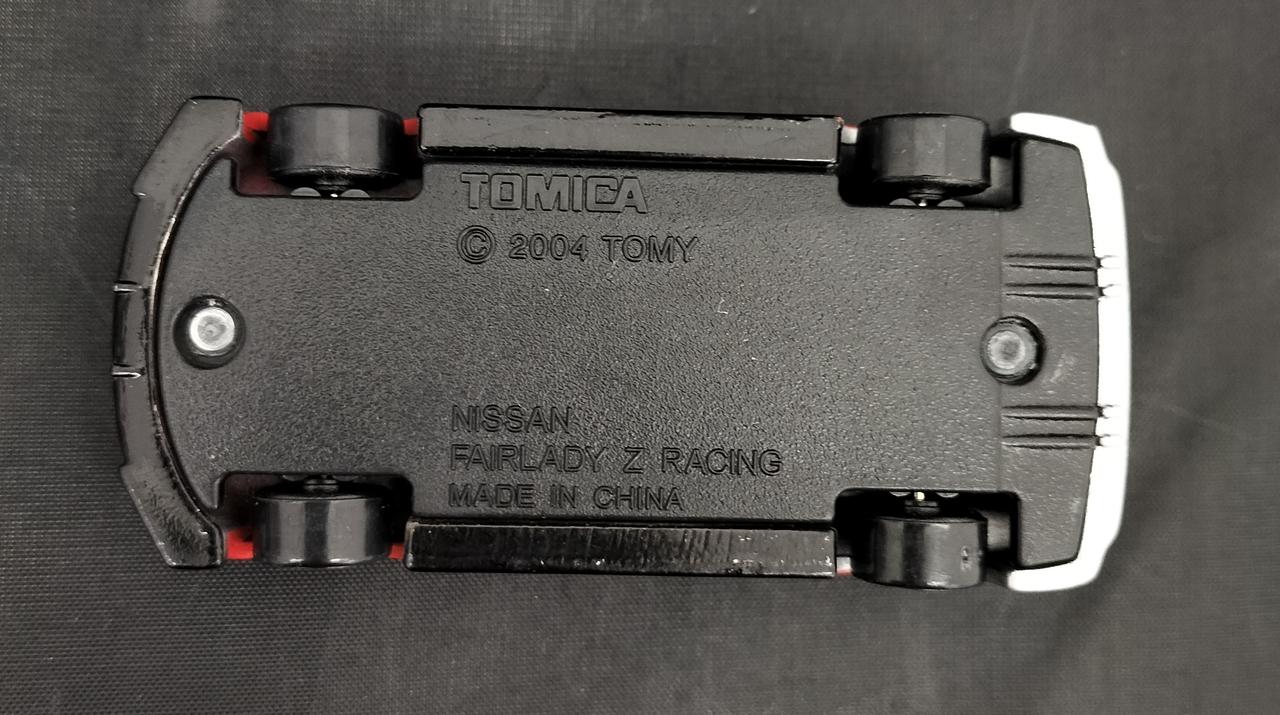 TOMICA
© 2004 TOMY
NISSAN
FAIRLADY Z RACING
MADE IN CHINA